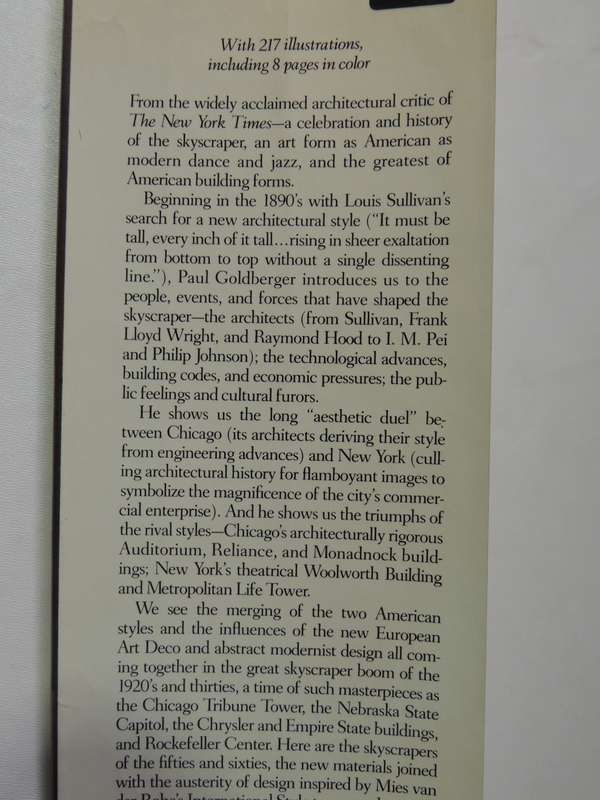 With 217 illustrations,
including 8 pages in color
From the widely acclaimed architectural critic of
The New York Times—a celebration and history
of the skyscraper, an art form as American as
modern dance and jazz, and the greatest of
American building forms.
Beginning in the 1890's with Louis Sullivan's
search for a new architectural style ("It must be
tall, every inch of it tall...rising in sheer exaltation
from bottom to top without a single dissenting
line."), Paul Goldberger introduces us to the
people, events, and forces that have shaped the
skyscraper—the architects (from Sullivan, Frank
Lloyd Wright, and Raymond Hood to I. M. Pei
and Philip Johnson); the technological advances,
building codes, and economic pressures; the pub-
lic feelings and cultural furors.
He shows us the long "aesthetic duel" be-
tween Chicago (its architects deriving their style
from engineering advances) and New York (cull-
ing architectural history for flamboyant images to
symbolize the magnificence of the city's commer-
cial enterprise). And he shows us the triumphs of
the rival styles—Chicago's architecturally rigorous
Auditorium, Reliance, and Monadnock build-
ings; New York's theatrical Woolworth Building
and Metropolitan Life Tower.
We see the merging of the two American
styles and the influences of the new European
Art Deco and abstract modernist design all com-
ing together in the great skyscraper boom of the
1920's and thirties, a time of such masterpieces as
the Chicago Tribune Tower, the Nebraska State
Capitol, the Chrysler and Empire State buildings,
and Rockefeller Center. Here are the skyscrapers
of the fifties and sixties, the new materials joined
with the austerity of design inspired by Mies van
der Rohe's International Style